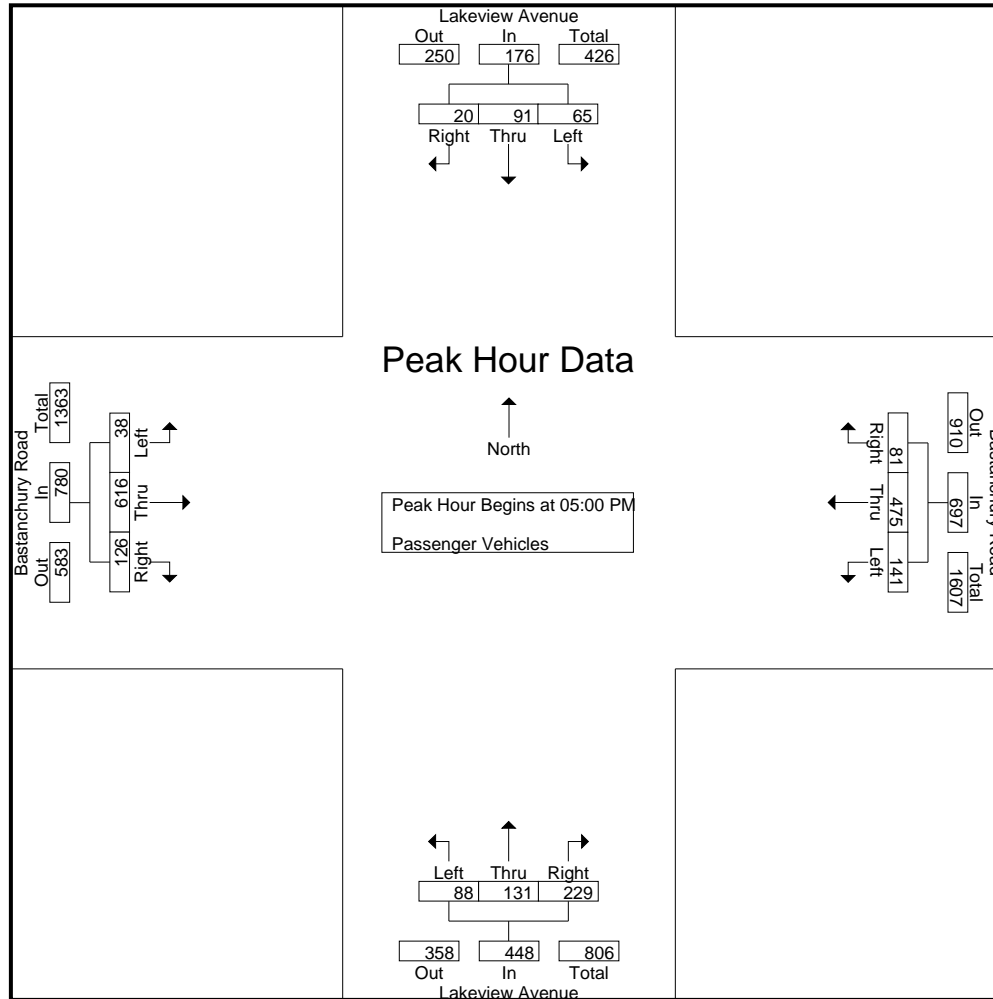 Lakeview Avenue
Out In Total
250 176 426
20 91 65
Right Thru Left
Peak Hour Data
North
Peak Hour Begins at 05:00 PM
Passenger Vehicles
Bastanchury Road
Total In Out
1363 780 583
38 616 126
Left Thru Right
Right Thru Left
81 475 141
910 697 1607
Out In Total
Road
Left Thru Right
88 131 229
358 448 806
Out In Total
Lakeview Avenue